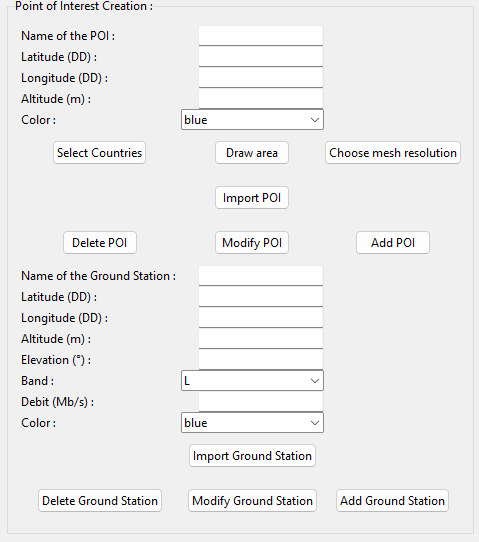 Point of Interest Creation :
Name of the POI :
Latitude (DD) :
Longitude (DD) :
Altitude (m) :
Color : blue
Select Countries Draw area Choose mesh resolution
Import POI
Delete POI Modify POI Add POI
Name of the Ground Station :
Latitude (DD) :
Longitude (DD) :
Altitude (m) :
Elevation (°) :
Band : L
Debit (Mb/s) :
Color : blue
Import Ground Station
Delete Ground Station Modify Ground Station Add Ground Station